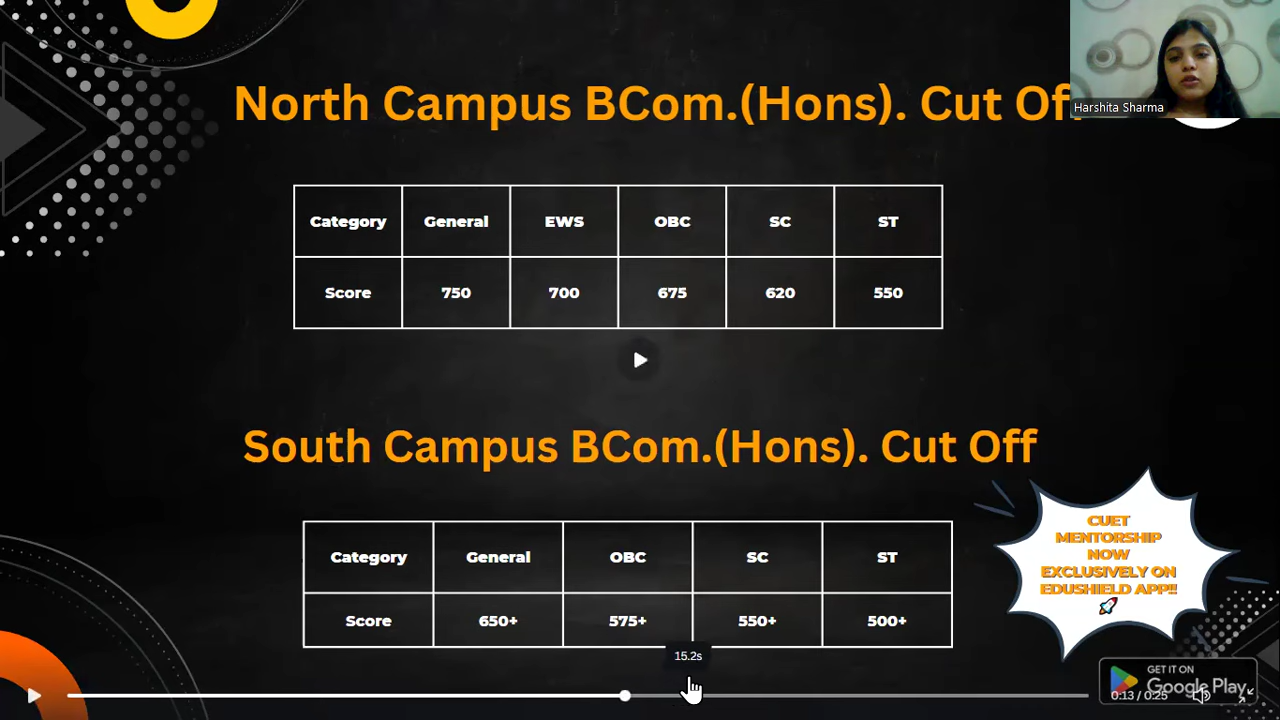 North Campus BCom.(Hons). Cut Off
Harshita Sharma
Category General EWS OBC SC ST
Score 750 700 675 620 550
South Campus BCom.(Hons). Cut Off
Category General OBC SC ST
Score 650+ 575+ 550+ 500+
CUET
MENTORSHIP
NOW
EXCLUSIVELY ON
EDUSHIELD APP!!
15.2s
GET IT ON
Google Play
0:13 / 0:25